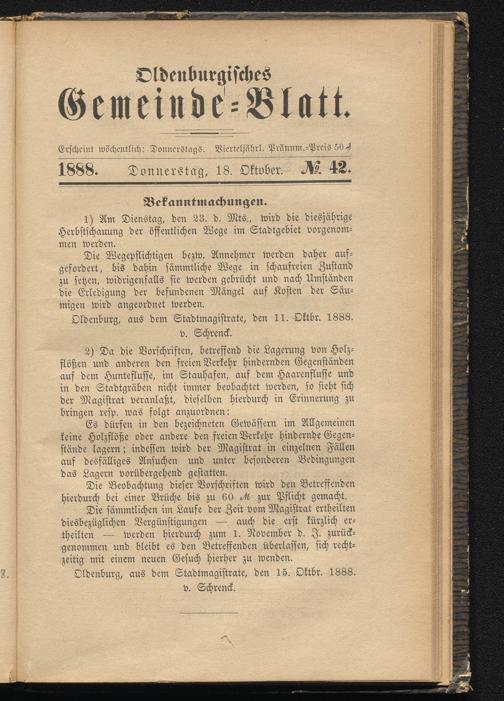 Oldenburgisches
Gemeinde-Blatt.
Erscheint wöchentlich: Donnerstags. Vierteljährl. Pränum.-Preis 50 ₰
1888. Donnerstag, 18. Oktober. № 42.
Bekanntmachungen.
1) Am Dienstag, den 23. d. Mts., wird die diesjährige
Herbstschauung der öffentlichen Wege im Stadtgebiet vorgenom-
men werden.
Die Wegepflichtigen bezw. Annehmer werden daher auf-
gefordert, bis dahin sämmtliche Wege in schaufreien Zustand
zu setzen, widrigenfalls sie werden gebrücht und nach Umständen
die Erledigung der befundenen Mängel auf Kosten der Säu-
migen wird angeordnet werden.
Oldenburg, aus dem Stadtmagistrate, den 11. Oktbr. 1888.
v. Schrenck.
2) Da die Vorschriften, betreffend die Lagerung von Holz-
flößen und anderen den freien Verkehr hindernden Gegenständen
auf dem Hunteflusse, im Stauhafen, auf dem Haarenflusse und
in den Stadtgräben nicht immer beobachtet werden, so sieht sich
der Magistrat veranlaßt, dieselben hierdurch in Erinnerung zu
bringen resp. was folgt anzuordnen:
Es dürfen in den bezeichneten Gewässern im Allgemeinen
keine Holzflöße oder andere den freien Verkehr hindernde Gegen-
stände lagern; indessen wird der Magistrat in einzelnen Fällen
auf desfälliges Ansuchen und unter besonderen Bedingungen
das Lagern vorübergehend gestatten.
Die Beobachtung dieser Vorschriften wird den Betreffenden
hierdurch bei einer Brüche bis zu 60 ℳ zur Pflicht gemacht.
Die sämmtlichen im Laufe der Zeit vom Magistrat ertheilten
diesbezüglichen Vergünstigungen — auch die erst kürzlich er-
theilten — werden hierdurch zum 1. November d. J. zurück-
genommen und bleibt es den Betreffenden überlassen, sich recht-
zeitig mit einem neuen Gesuch hierher zu wenden.
Oldenburg, aus dem Stadtmagistrate, den 15. Oktbr. 1888.
v. Schrenck.
8.